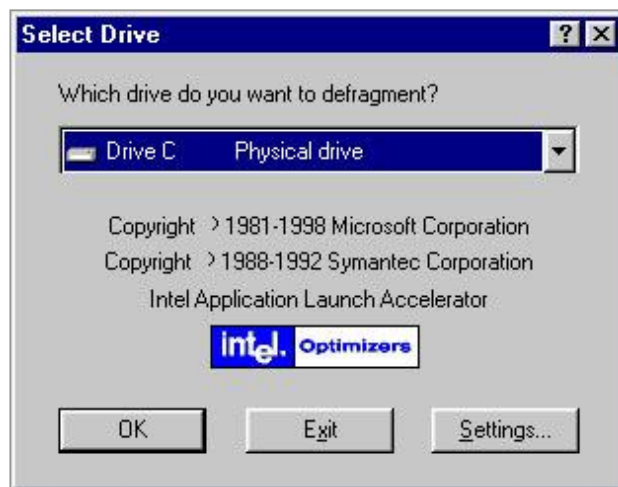 Select Drive
Which drive do you want to defragment?
Drive C Physical drive
Copyright > 1981-1998 Microsoft Corporation
Copyright > 1988-1992 Symantec Corporation
Intel Application Launch Accelerator
intel. Optimizers
OK Exit Settings...